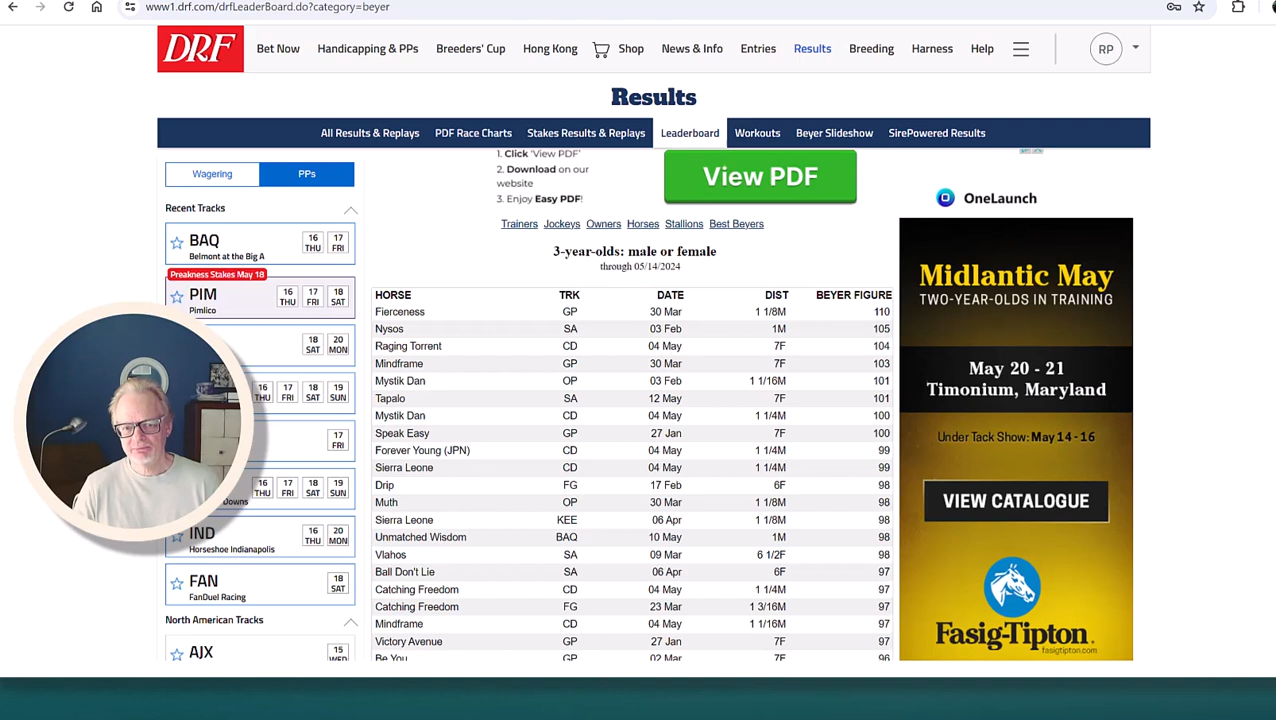 www1.drf.com/drfLeaderBoard.do?category=beyer
DRF
Bet Now Handicapping & PPs Breeders' Cup Hong Kong Shop News & Info Entries Results Breeding Harness Help RP
Results
All Results & Replays PDF Race Charts Stakes Results & Replays Leaderboard Workouts Beyer Slideshow SirePowered Results
Wagering PPs
Recent Tracks
BAQ 16 THU 17 FRI
Belmont at the Big A
Preakness Stakes May 18
PIM 16 THU 17 FRI 18 SAT
Pimlico
18 SAT 20 MON
16 THU 17 FRI 18 SAT 19 SUN
17 FRI
16 THU 17 FRI 18 SAT 19 SUN
Downs
IND 16 THU 20 MON
Horseshoe Indianapolis
FAN 18 SAT
FanDuel Racing
North American Tracks
AJX 15 WED
1. Click 'View PDF'
2. Download on our
website
3. Enjoy Easy PDF!
View PDF
Trainers Jockeys Owners Horses Stallions Best Beyers
3-year-olds: male or female
through 05/14/2024
HORSE TRK DATE DIST BEYER FIGURE
Fierceness GP 30 Mar 1 1/8M 110
Nysos SA 03 Feb 1M 105
Raging Torrent CD 04 May 7F 104
Mindframe GP 30 Mar 7F 103
Mystik Dan OP 03 Feb 1 1/16M 101
Tapalo SA 12 May 7F 101
Mystik Dan CD 04 May 1 1/4M 100
Speak Easy GP 27 Jan 7F 100
Forever Young (JPN) CD 04 May 1 1/4M 99
Sierra Leone CD 04 May 1 1/4M 99
Drip FG 17 Feb 6F 98
Muth OP 30 Mar 1 1/8M 98
Sierra Leone KEE 06 Apr 1 1/8M 98
Unmatched Wisdom BAQ 10 May 1M 98
Vlahos SA 09 Mar 6 1/2F 98
Ball Don't Lie SA 06 Apr 6F 97
Catching Freedom CD 04 May 1 1/4M 97
Catching Freedom FG 23 Mar 1 3/16M 97
Mindframe CD 04 May 1 1/16M 97
Victory Avenue GP 27 Jan 7F 97
Be You GP 02 Mar 7F 96
OneLaunch
Midlantic May
TWO-YEAR-OLDS IN TRAINING
May 20 - 21
Timonium, Maryland
Under Tack Show: May 14 - 16
VIEW CATALOGUE
Fasig-Tipton
fasigtipton.com